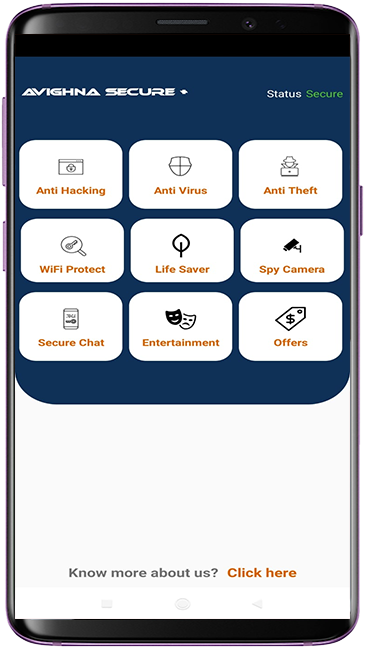 AVIGHNA SECURE
Status Secure
Anti Hacking
Anti Virus
Anti Theft
WiFi Protect
Life Saver
Spy Camera
Secure Chat
Entertainment
Offers
Know more about us? Click here